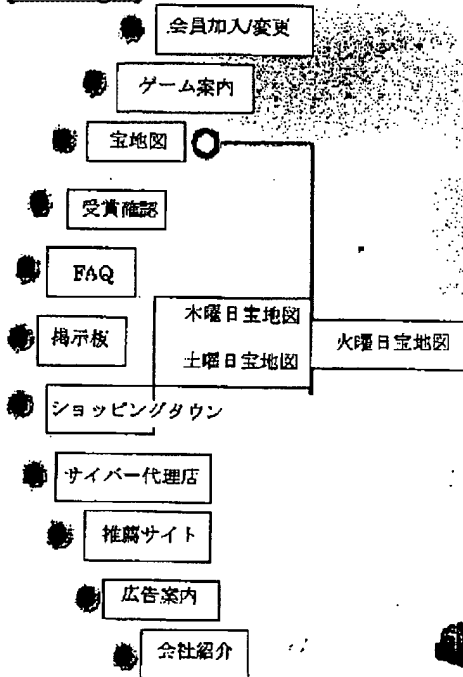 会員加入/変更
ゲーム案内
宝地図
受賞確認
FAQ
木曜日宝地図
掲示板
火曜日宝地図
土曜日宝地図
ショッピングタウン
サイバー代理店
推薦サイト
広告案内
会社紹介